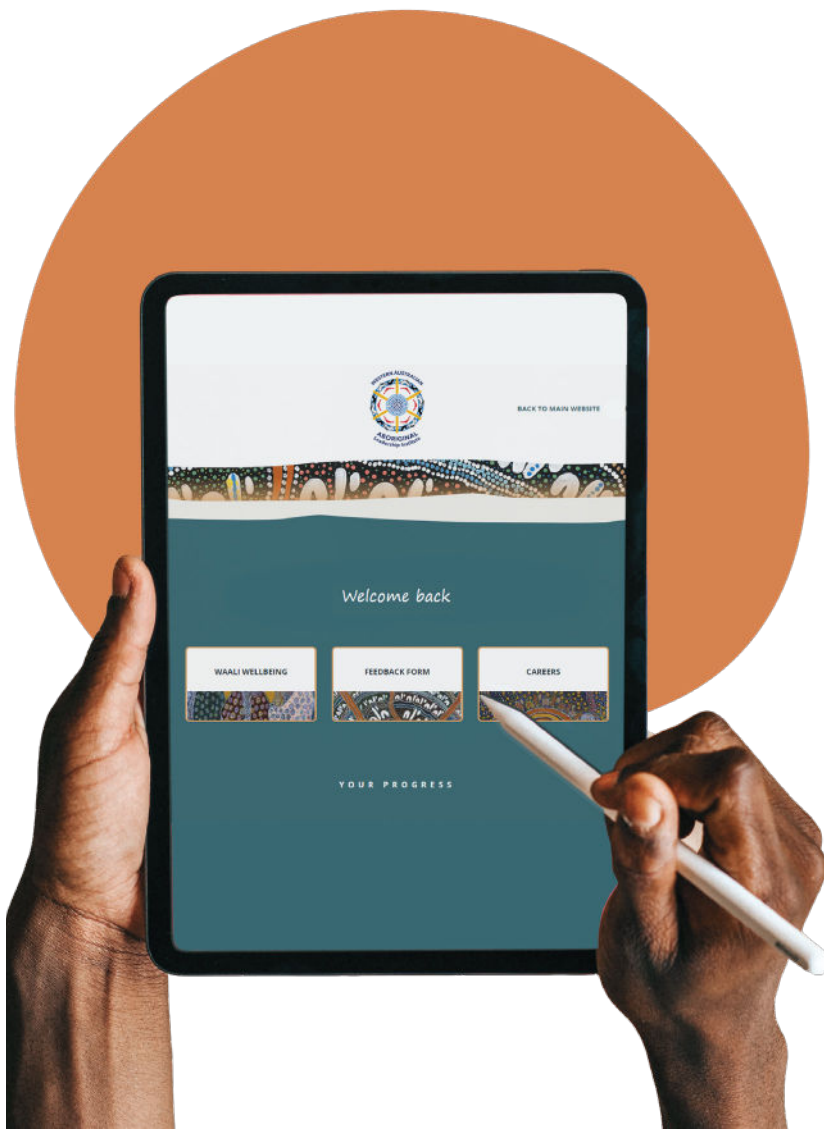 WESTERN AUSTRALIAN
ABORIGINAL
Leadership Institute
BACK TO MAIN WEBSITE
Welcome back
WAALI WELLBEING
FEEDBACK FORM
CAREERS
YOUR PROGRESS